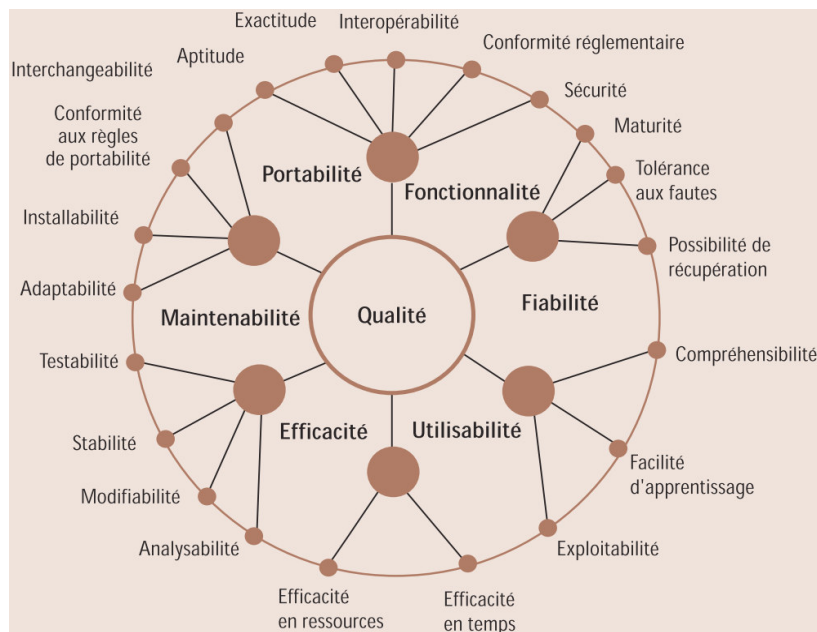 Exactitude
Interopérabilité
Conformité réglementaire
Aptitude
Interchangeabilité
Sécurité
Conformité
aux règles
de portabilité
Maturité
Tolérance
aux fautes
Portabilité
Fonctionnalité
Installabilité
Possibilité de
récupération
Adaptabilité
Maintenabilité
Qualité
Fiabilité
Testabilité
Compréhensibilité
Efficacité
Utilisabilité
Stabilité
Facilité
d'apprentissage
Modifiabilité
Analysabilité
Exploitabilité
Efficacité
en ressources
Efficacité
en temps